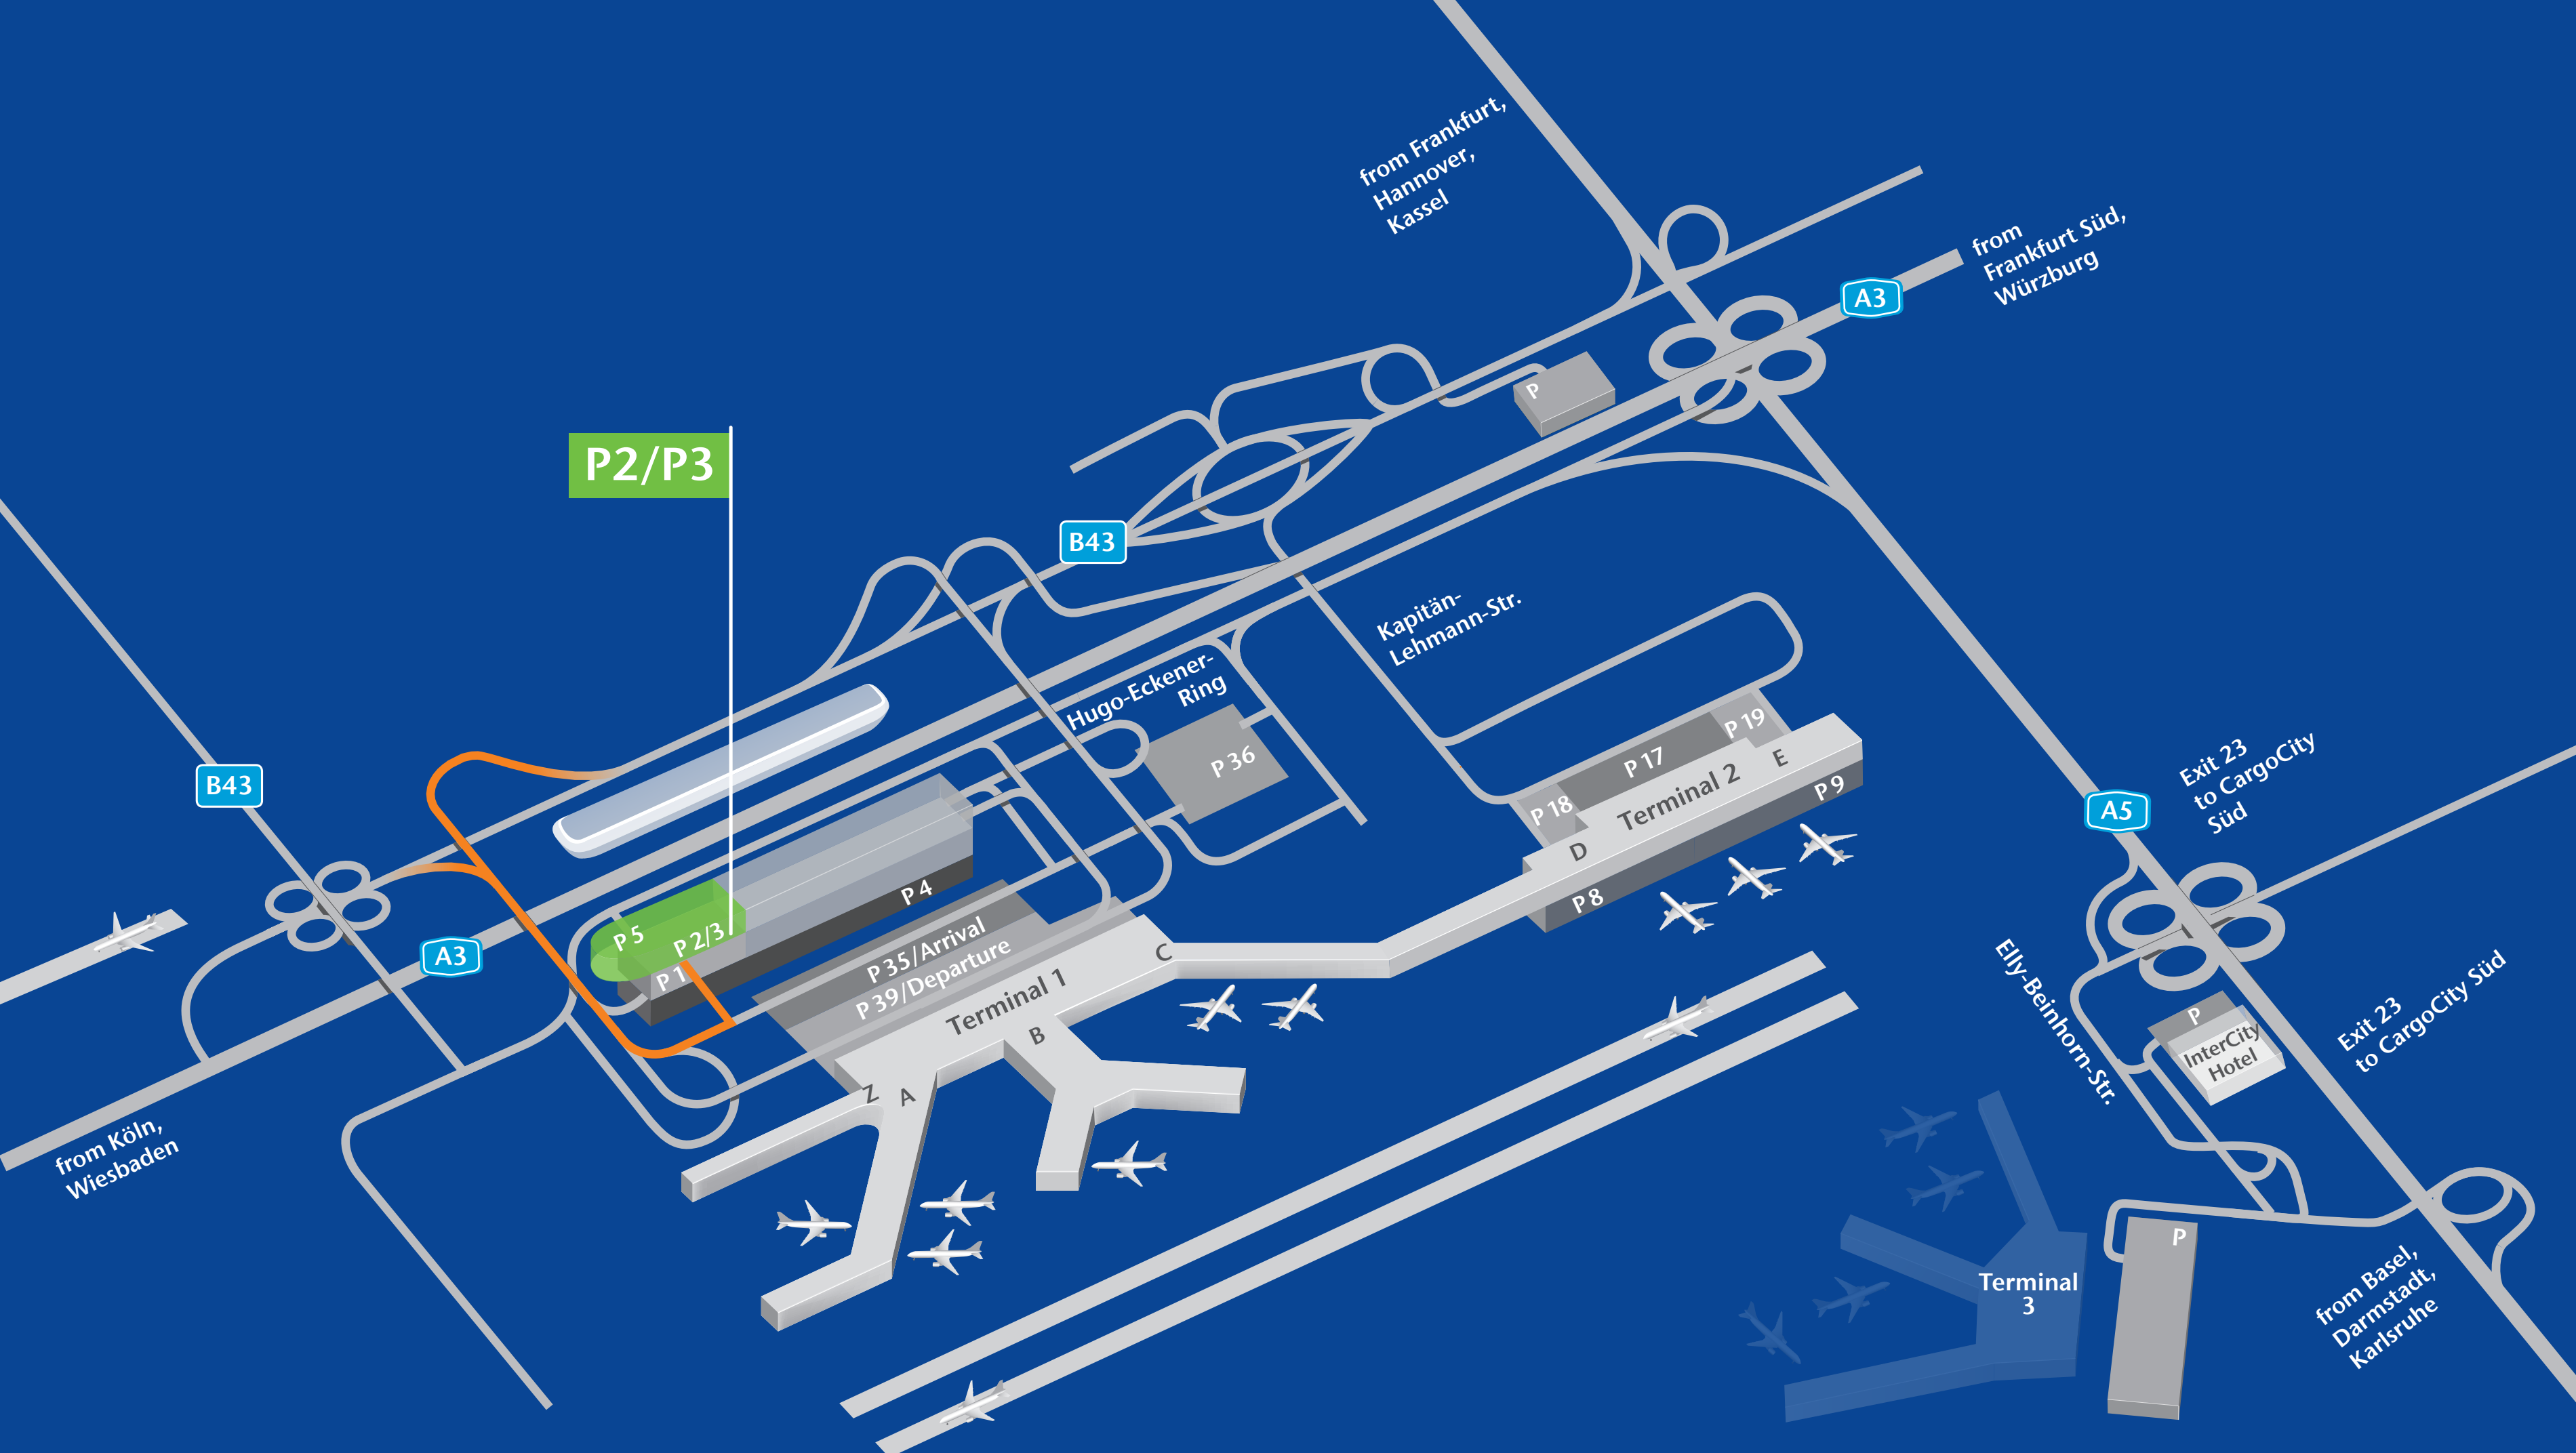 from Frankfurt,
Hannover,
Kassel
from
Frankfurt Süd,
Würzburg
A3
P
P2/P3
B43
Kapitän-
Lehmann-Str.
Hugo-Eckener-
Ring
P 36
P 19
P 17
P 18
Terminal 2
E
D
P 9
P 8
B43
A3
P 5
P 2/3
P 1
P 4
P 35/Arrival
P 39/Departure
Terminal 1
C
B
Z
A
from Köln,
Wiesbaden
Exit 23
to CargoCity
Süd
A5
Elly-Beinhorn-Str.
P
InterCity
Hotel
Exit 23
to CargoCity Süd
P
Terminal
3
from Basel,
Darmstadt,
Karlsruhe